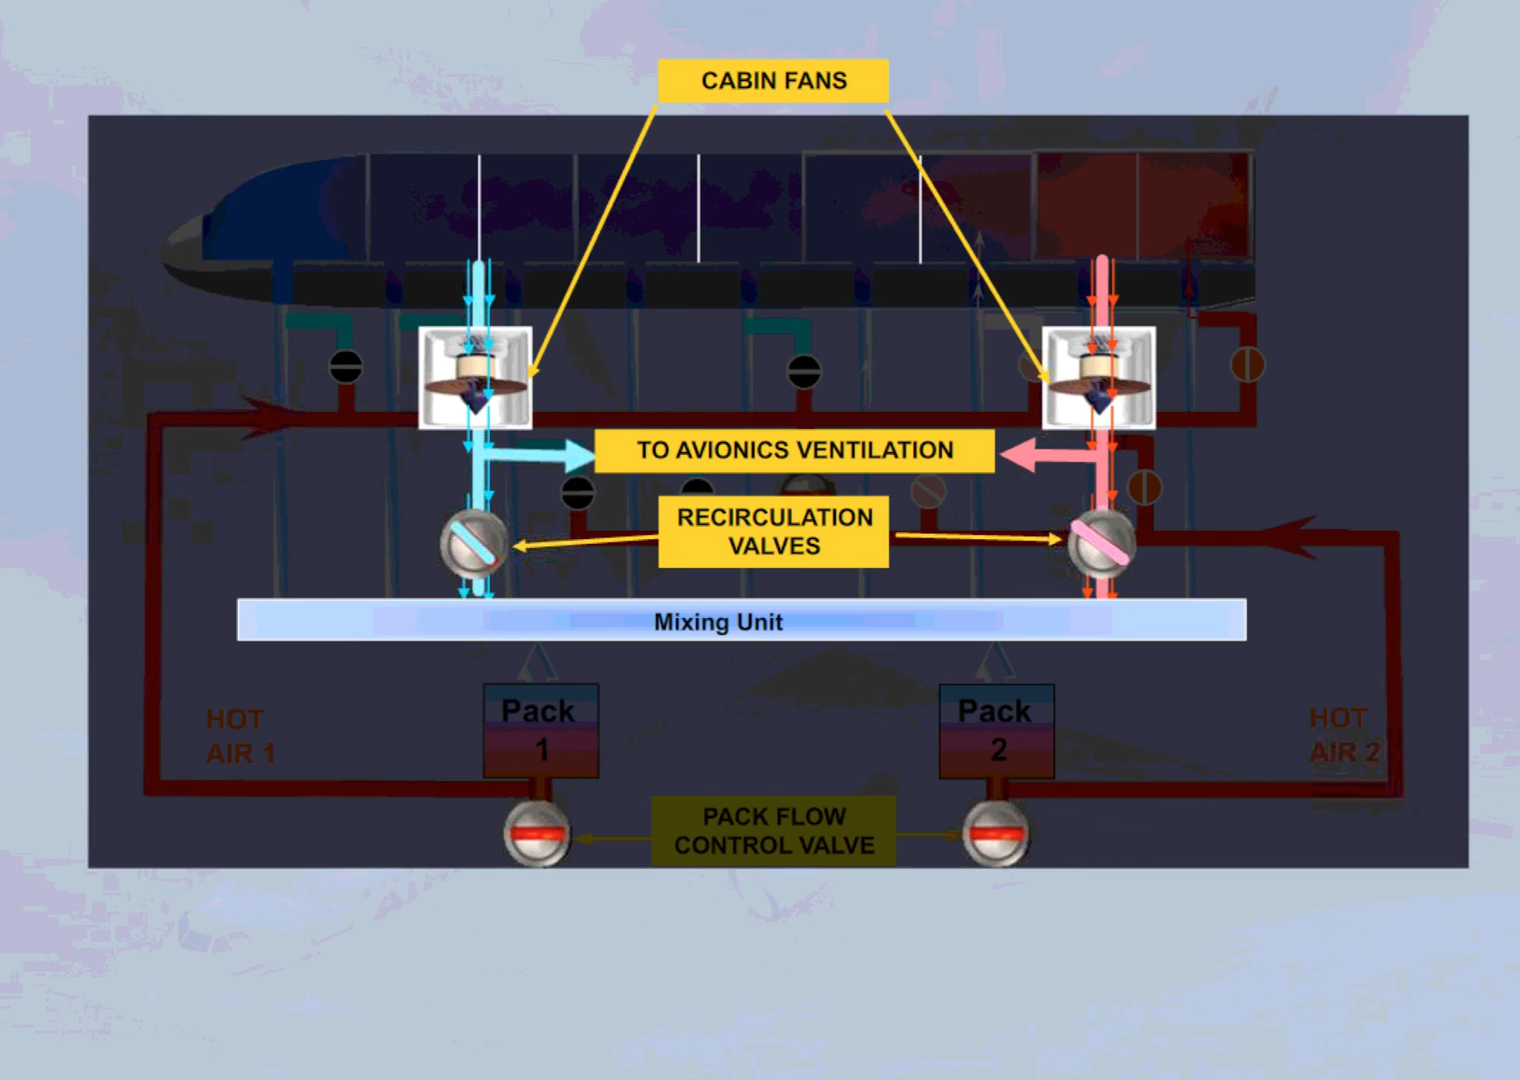 CABIN FANS
TO AVIONICS VENTILATION
RECIRCULATION
VALVES
Mixing Unit
HOT
AIR 1
Pack
1
Pack
2
HOT
AIR 2
PACK FLOW
CONTROL VALVE